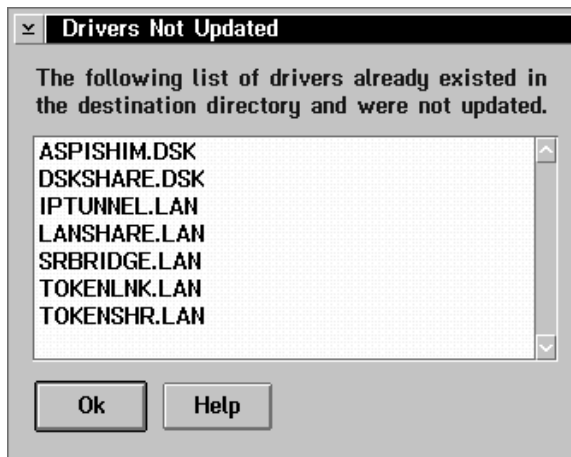 Drivers Not Updated
The following list of drivers already existed in
the destination directory and were not updated.
ASPISHIM.DSK
DSKSHARE.DSK
IPTUNNEL.LAN
LANSHARE.LAN
SRBRIDGE.LAN
TOKENLNK.LAN
TOKENSHR.LAN
Ok
Help